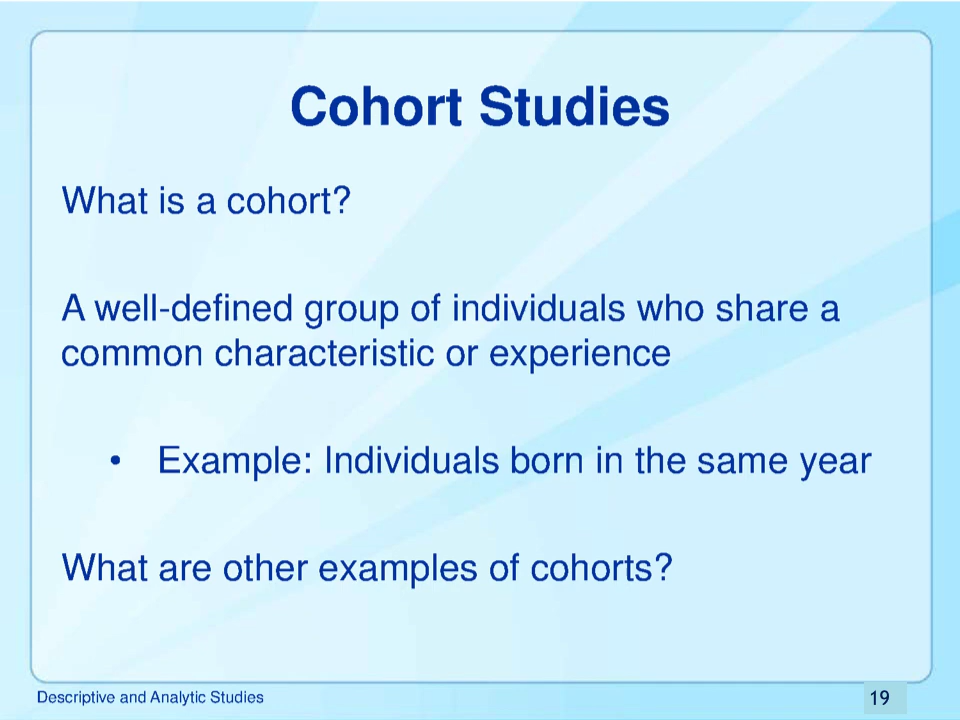 Cohort Studies
What is a cohort?
A well-defined group of individuals who share a
common characteristic or experience
• Example: Individuals born in the same year
What are other examples of cohorts?
Descriptive and Analytic Studies
19